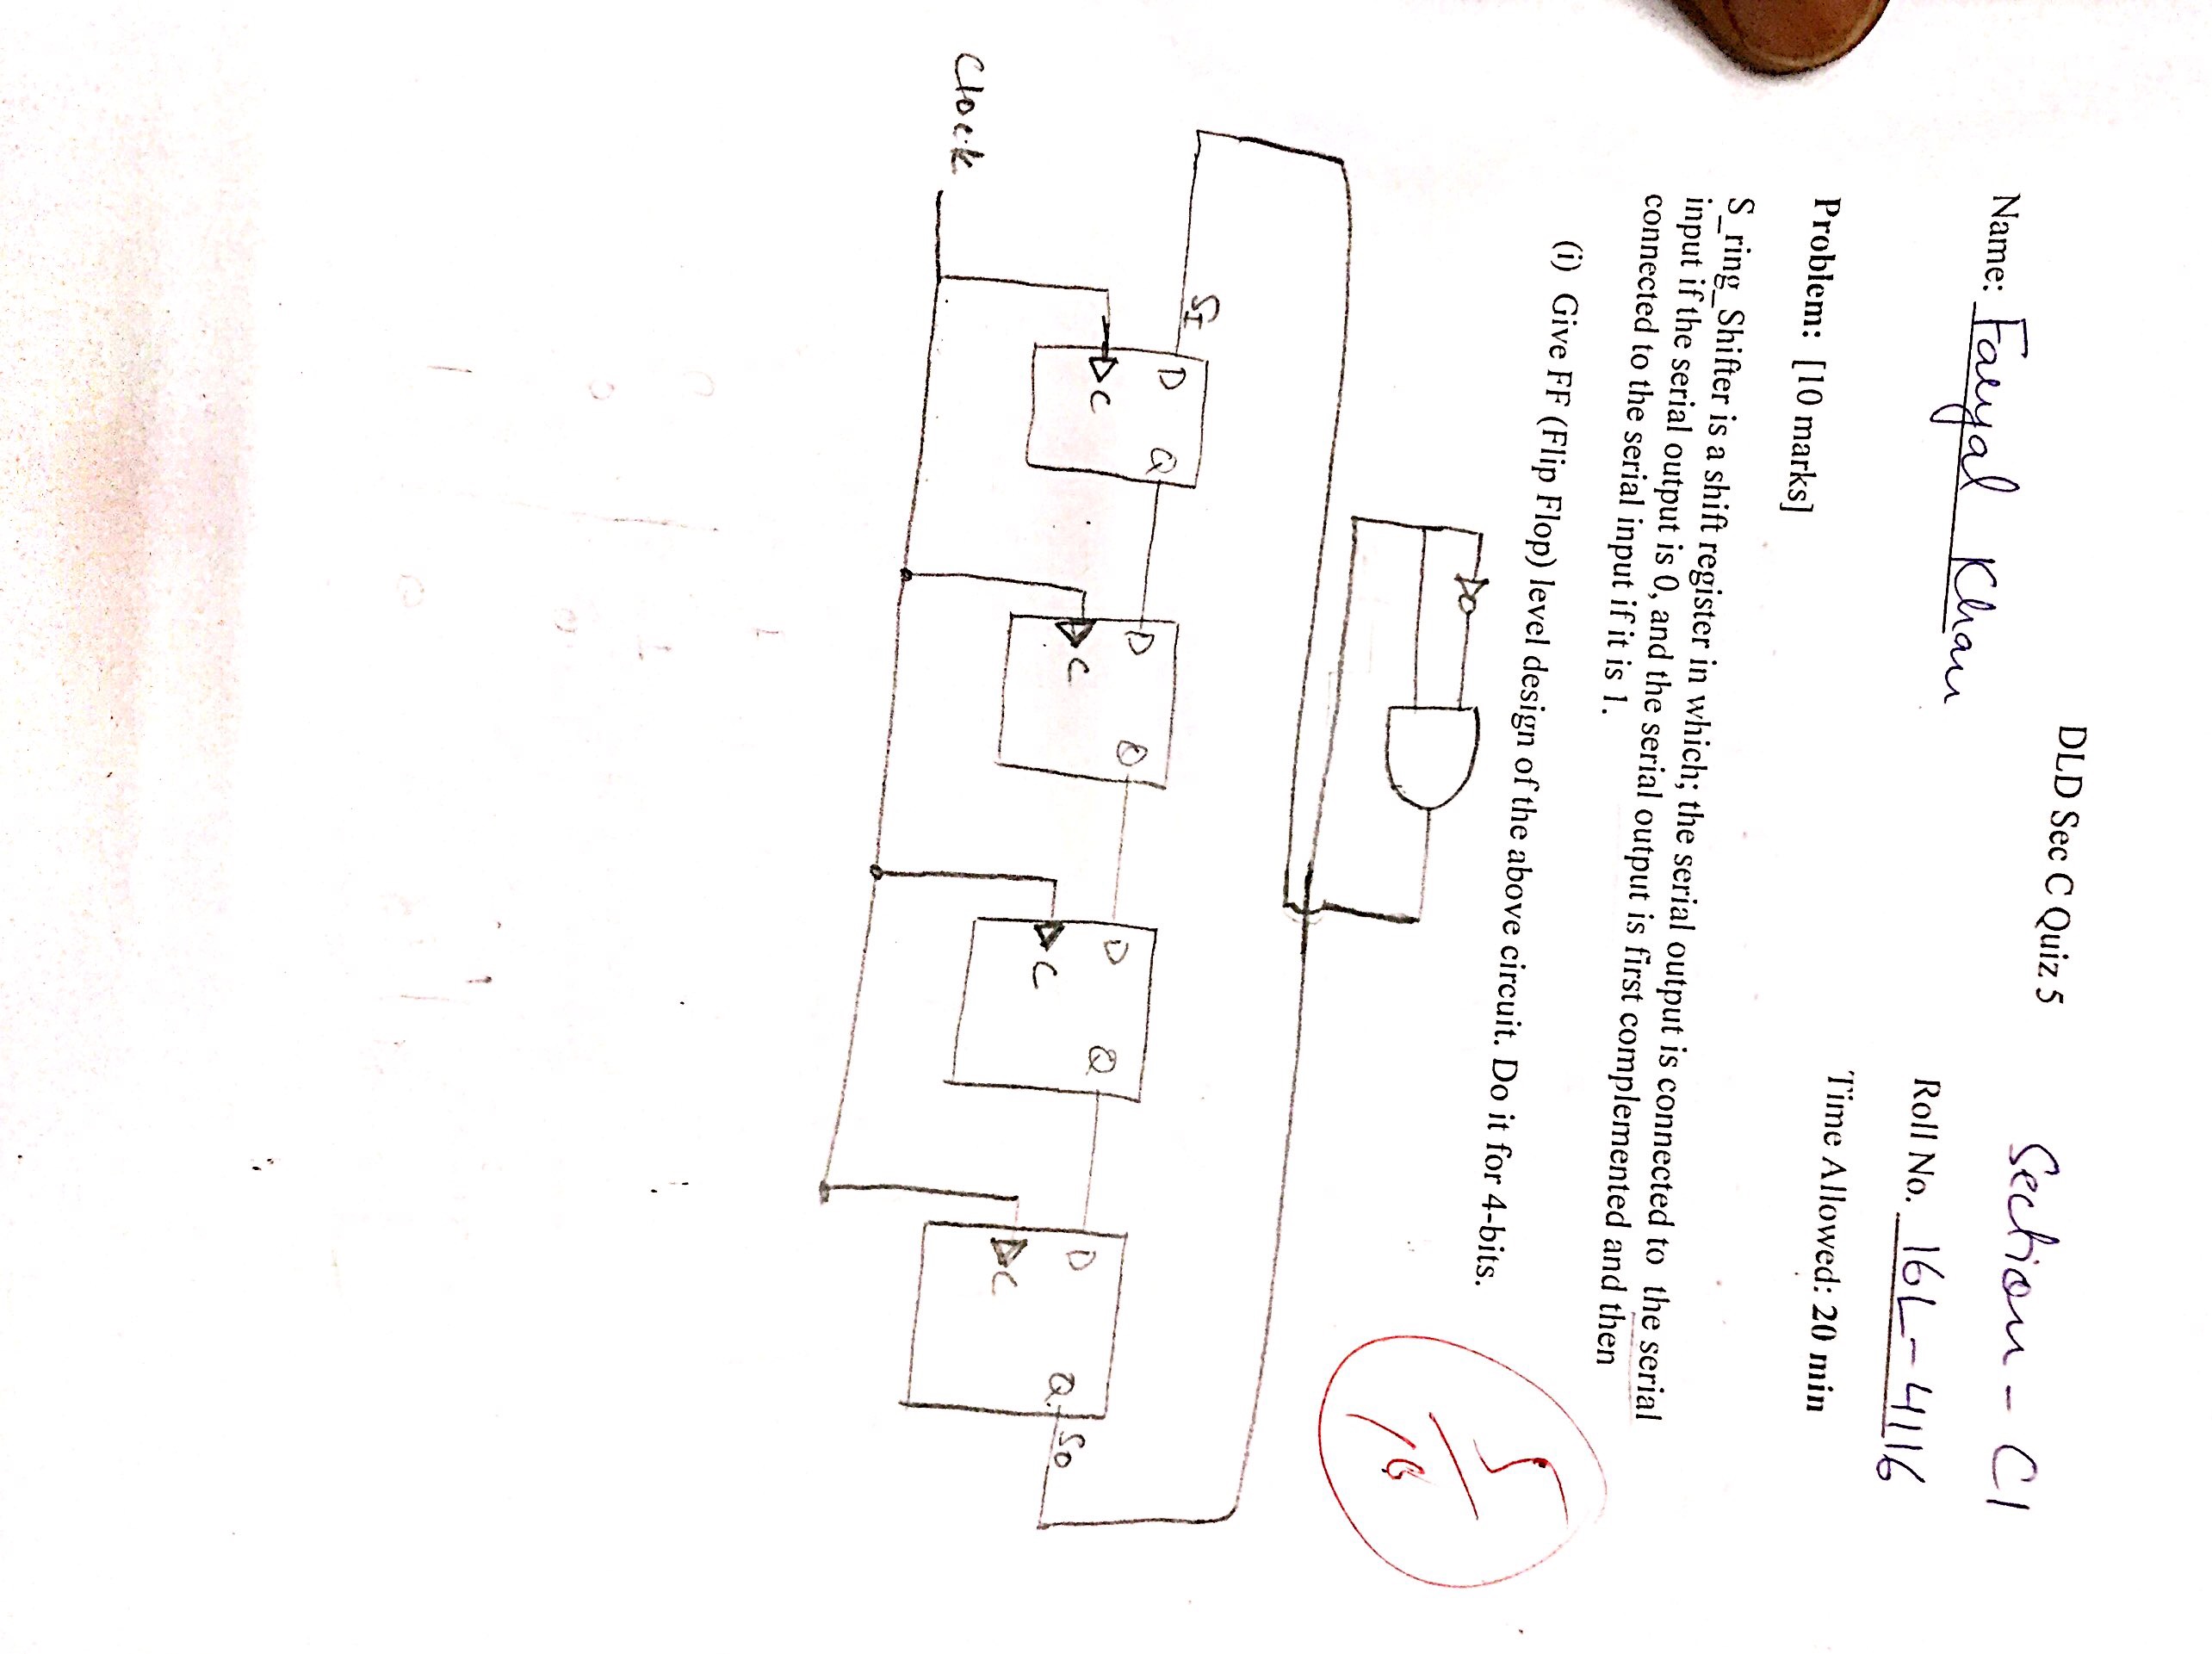 DLD Sec C Quiz 5 Section - C1
Name: Faryal Khan Roll No. 16L-4116
Problem: [10 marks] Time Allowed: 20 min
S_ring_Shifter is a shift register in which; the serial output is connected to the serial
input if the serial output is 0, and the serial output is first complemented and then
connected to the serial input if it is 1.
(i) Give FF (Flip Flop) level design of the above circuit. Do it for 4-bits.
5/10
SI
D Q D Q D Q D Q SO
C C C C
Clock